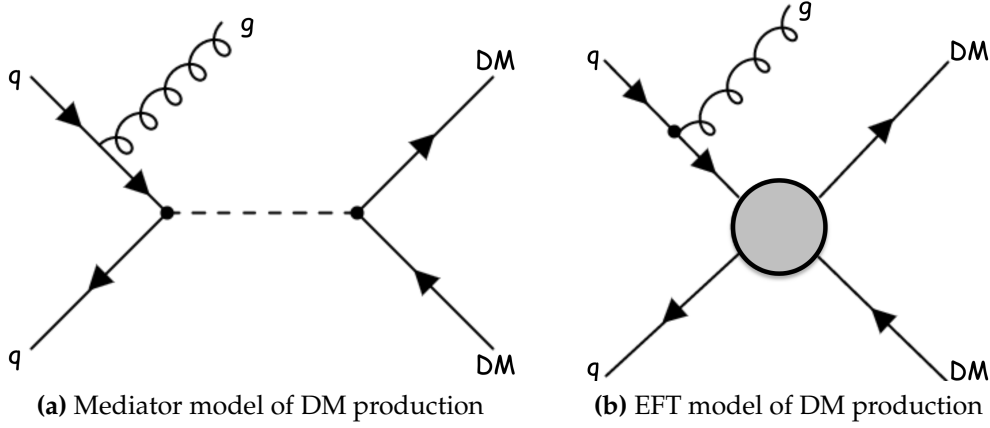 g
q
DM
q
DM
(a) Mediator model of DM production
g
q
DM
q
DM
(b) EFT model of DM production